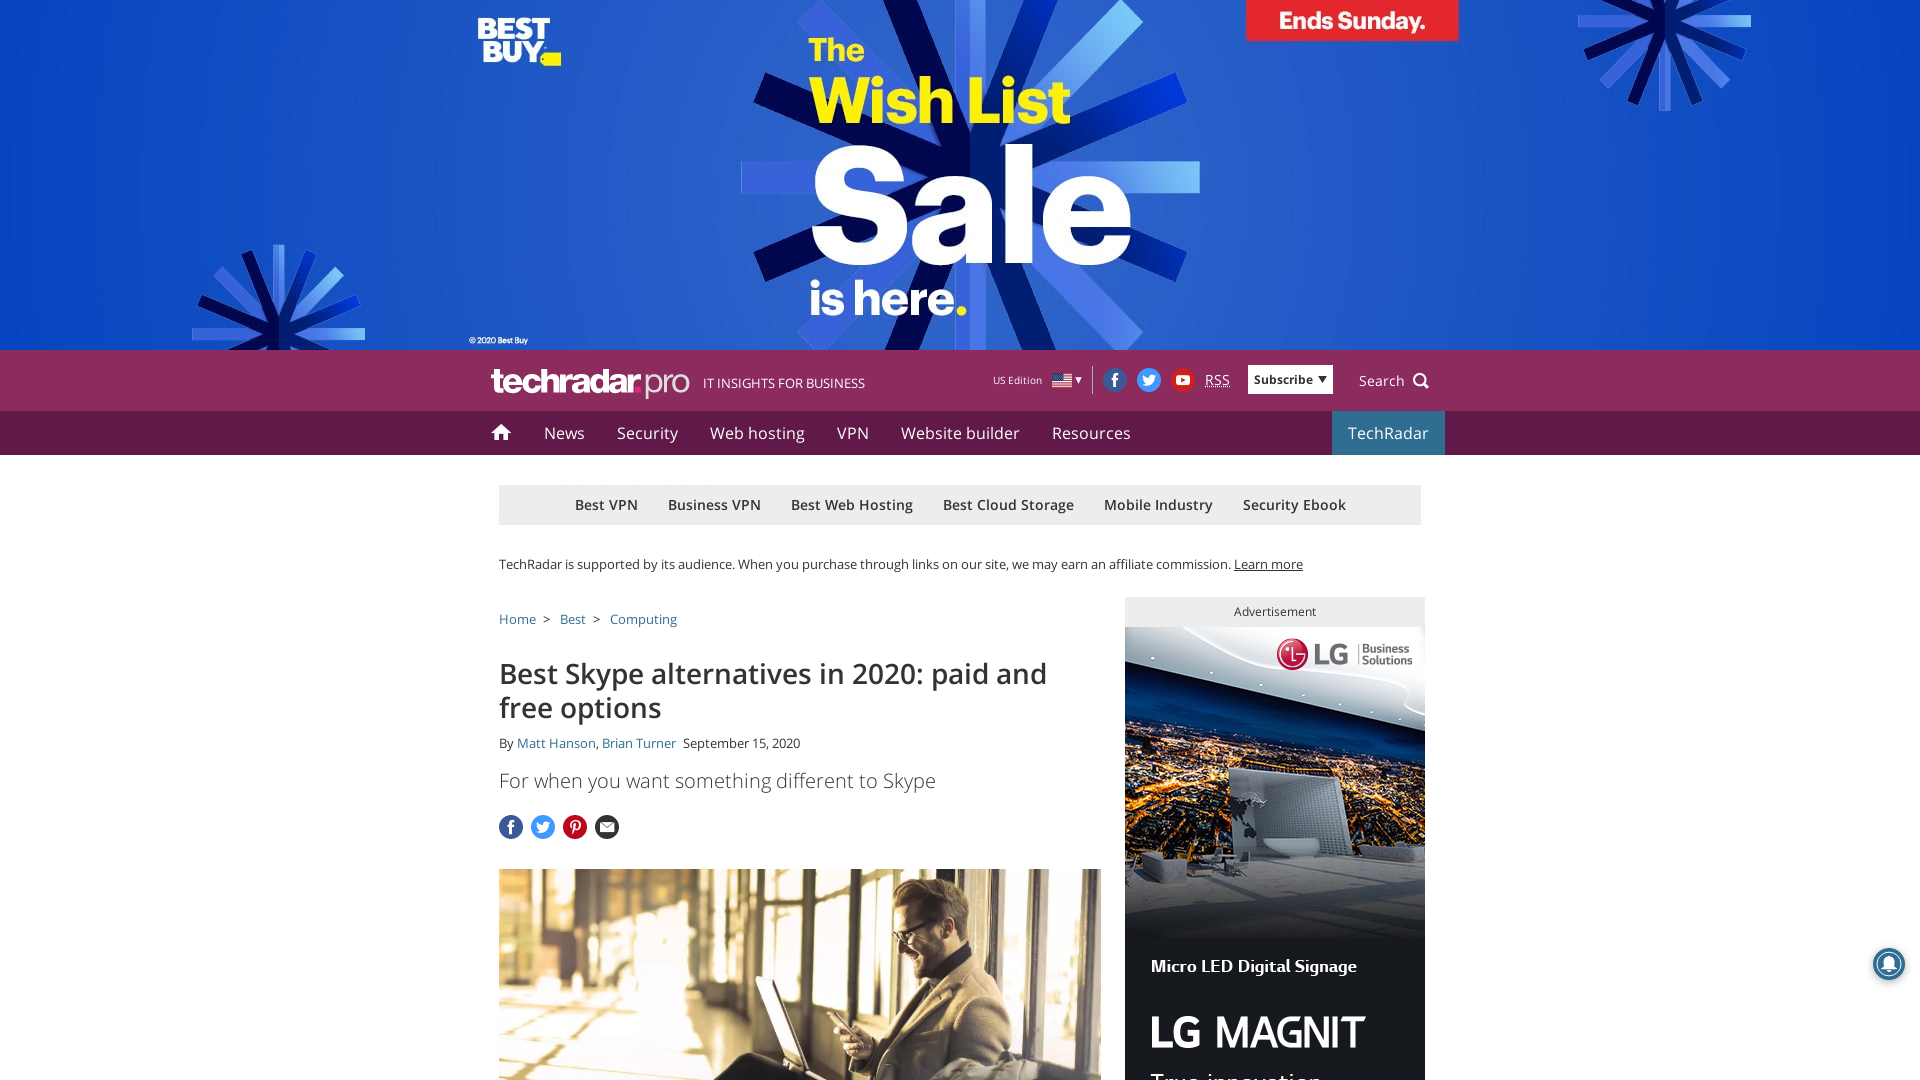 BEST
BUY
Ends Sunday.
The
Wish List
Sale
is here.
© 2020 Best Buy
techradar.pro IT INSIGHTS FOR BUSINESS
US Edition
RSS
Subscribe
Search
News Security Web hosting VPN Website builder Resources TechRadar
Best VPN Business VPN Best Web Hosting Best Cloud Storage Mobile Industry Security Ebook
TechRadar is supported by its audience. When you purchase through links on our site, we may earn an affiliate commission. Learn more
Home > Best > Computing
Best Skype alternatives in 2020: paid and
free options
By Matt Hanson, Brian Turner September 15, 2020
For when you want something different to Skype
Advertisement
LG Business
Solutions
Micro LED Digital Signage
LG MAGNIT
True innovation